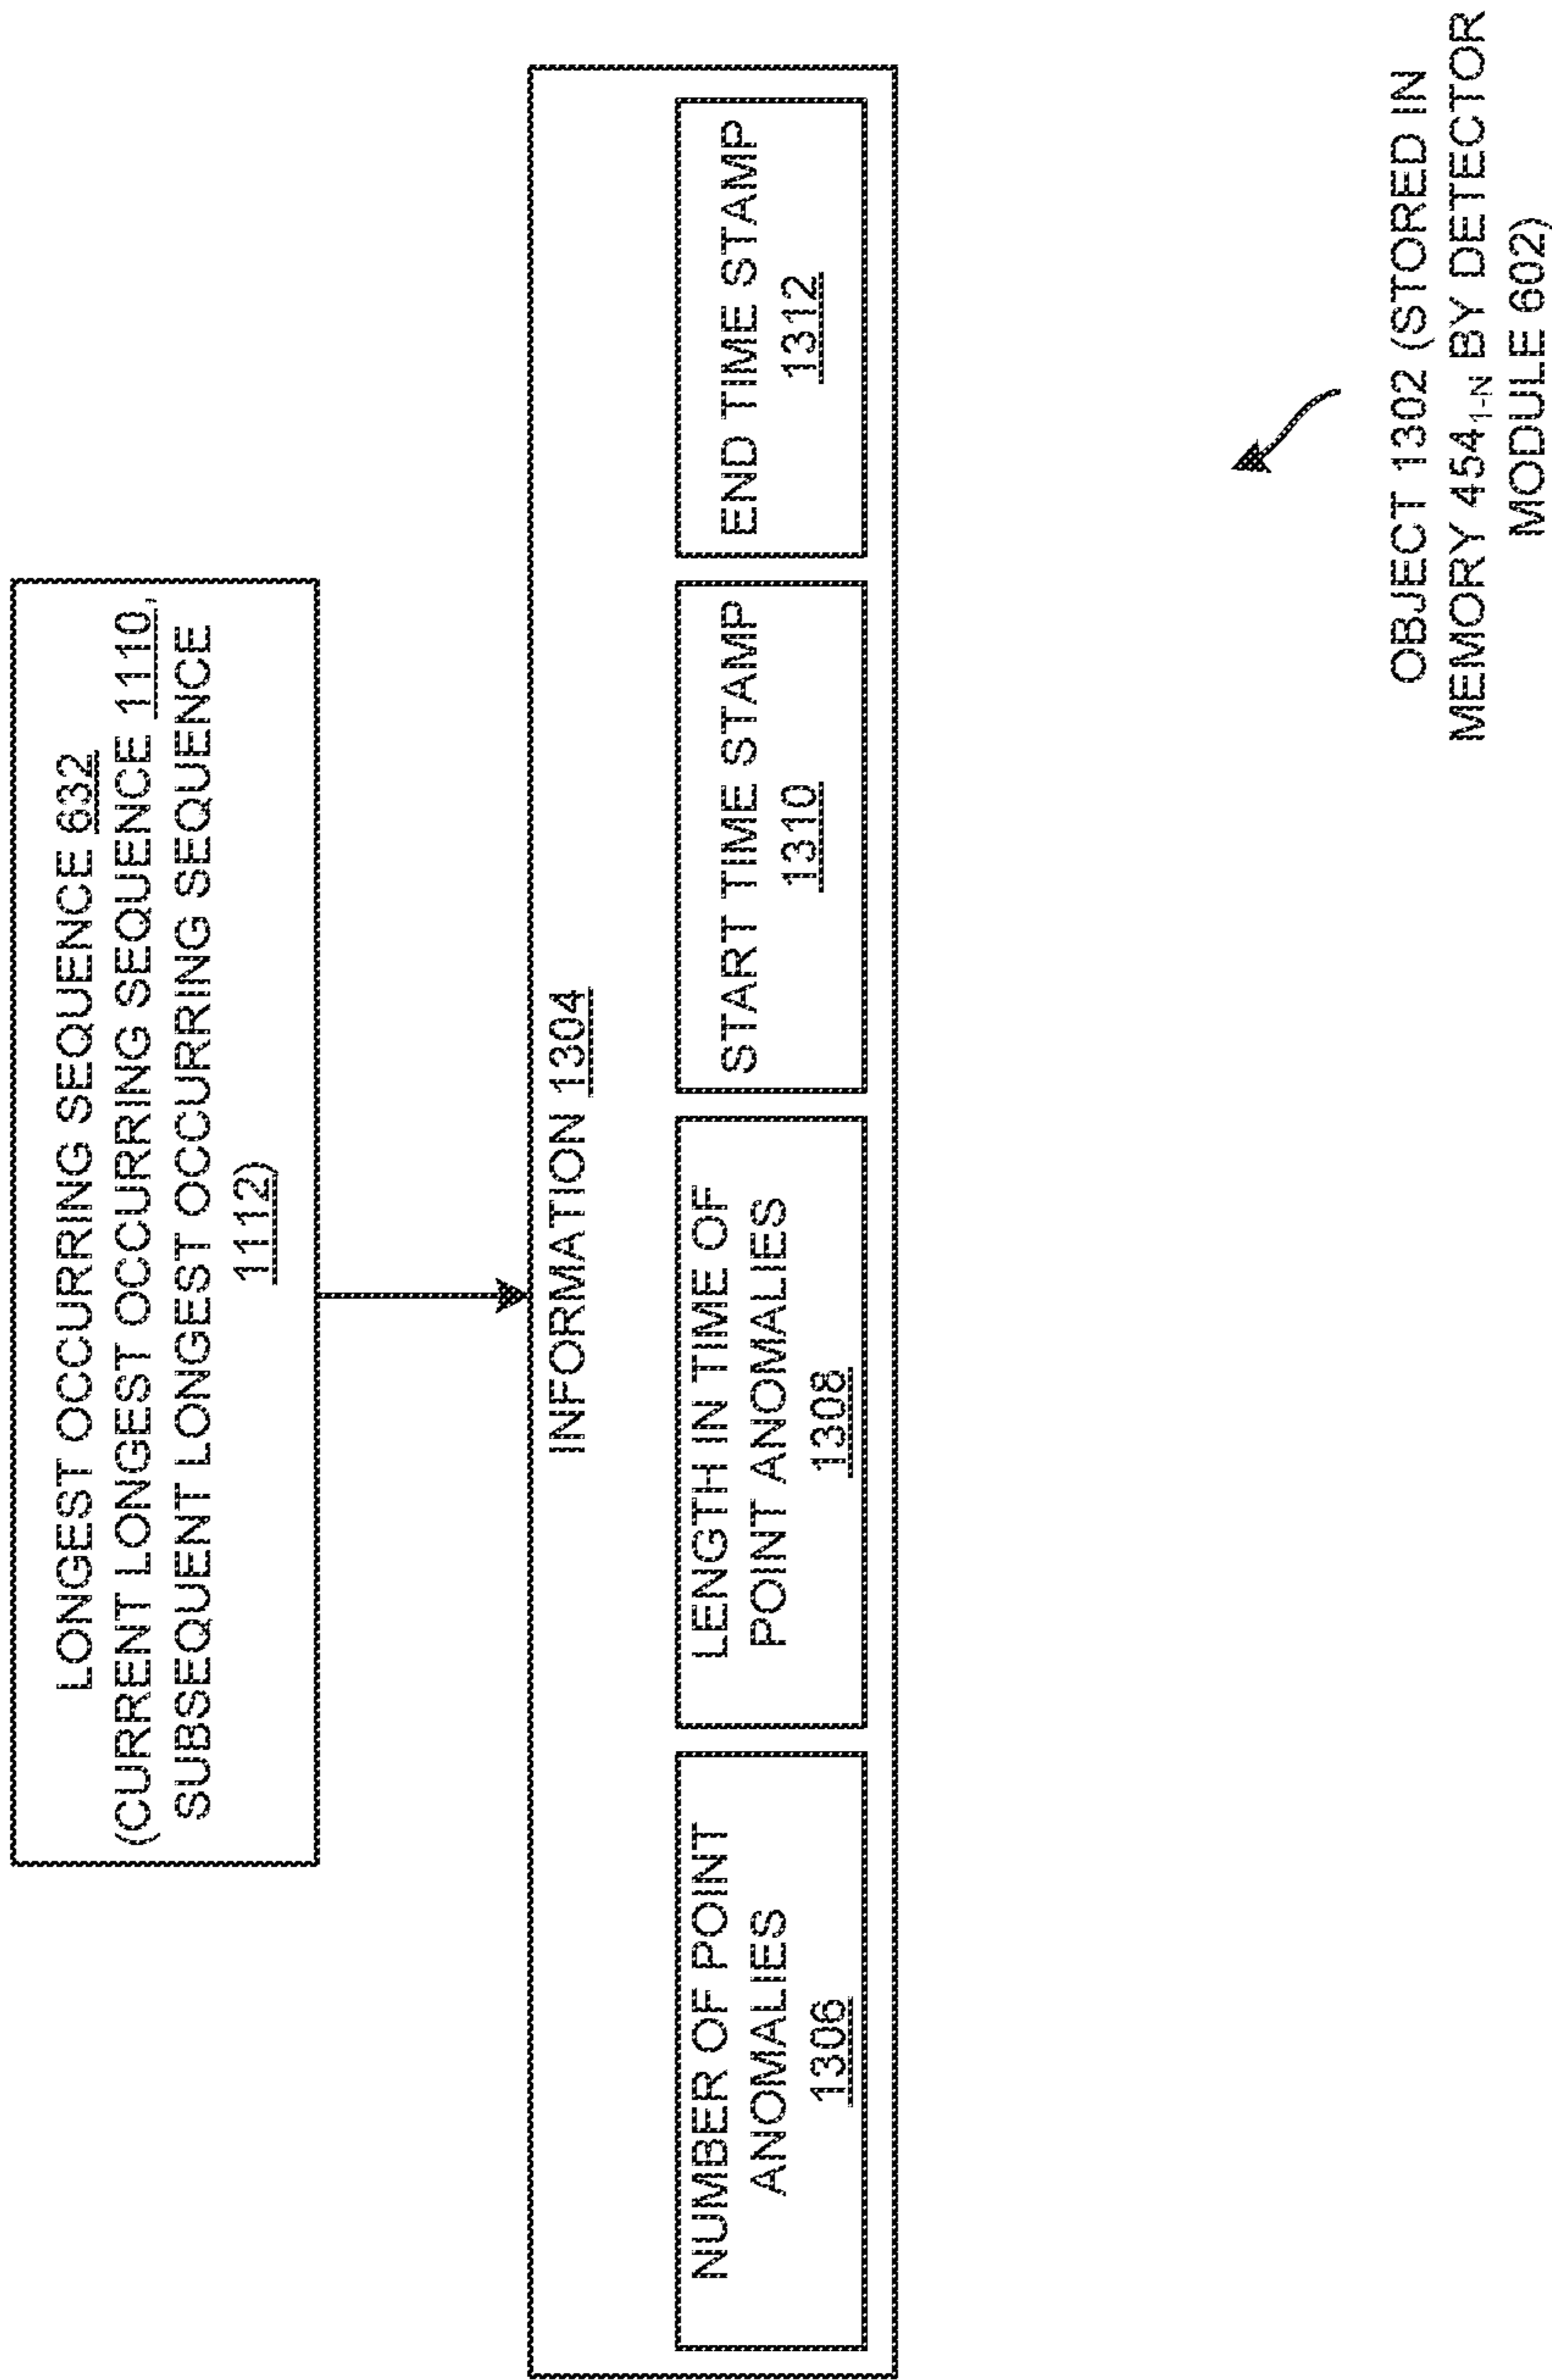 LONGEST OCCURRING SEQUENCE 632
(CURRENT LONGEST OCCURRING SEQUENCE 1110,
SUBSEQUENT LONGEST OCCURRING SEQUENCE
1112)
INFORMATION 1304
NUMBER OF POINT
ANOMALIES
1306
LENGTH IN TIME OF
POINT ANOMALIES
1308
START TIME STAMP
1310
END TIME STAMP
1312
OBJECT 1302 (STORED IN
MEMORY 454₁₋N BY DETECTOR
MODULE 602)